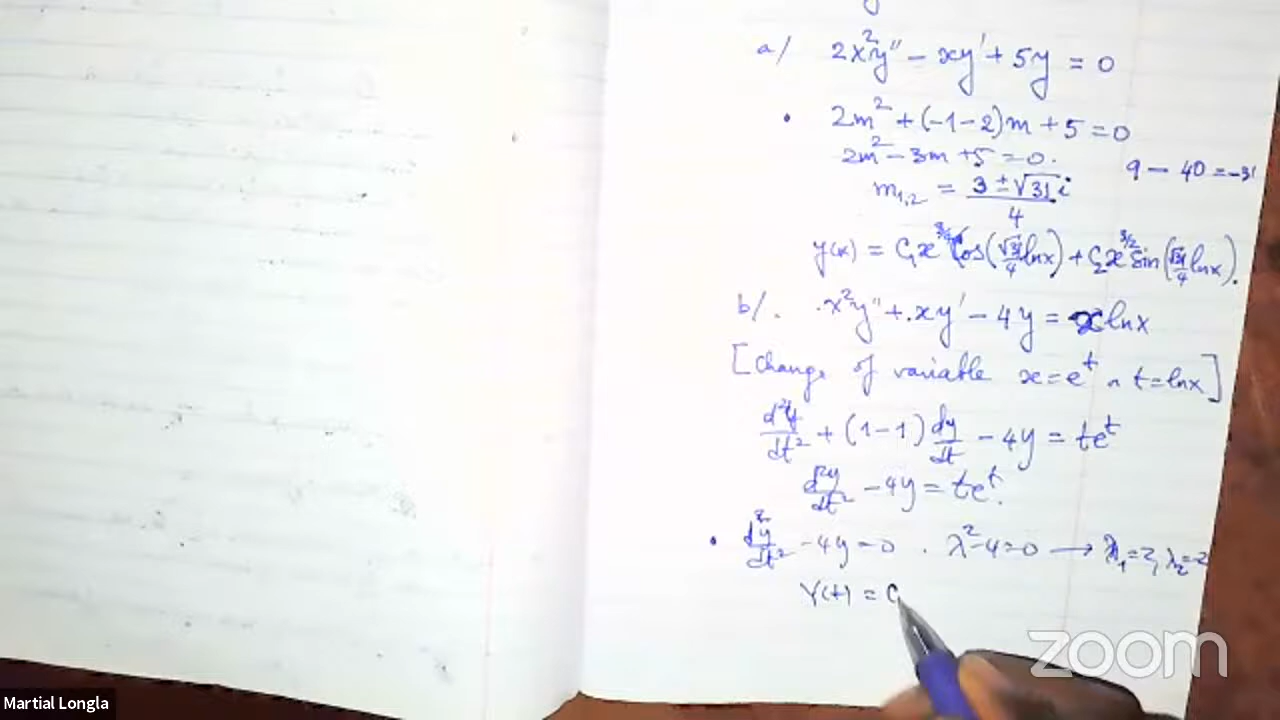 a/ 2x²y'' - xy' + 5y = 0
• 2m² + (-1-2)m + 5 = 0
2m² - 3m + 5 = 0. 9 - 40 = -31
m₁,₂ = (3 ± √31 i)/4
y(x) = C₁x^(3/4) Cos(√31/4 lnx) + C₂x^(3/2) Sin(√31/4 lnx).
b/. x²y'' + xy' - 4y = x lnx
[Change of variable x = e^t ∧ t = lnx]
d²y/dt² + (1-1) dy/dt - 4y = te^t
d²y/dt² - 4y = te^t.
• d²y/dt² - 4y = 0 . λ² - 4 = 0 → λ₁ = 2, λ₂ = -2
Y(t) = C
zoom
Martial Longla